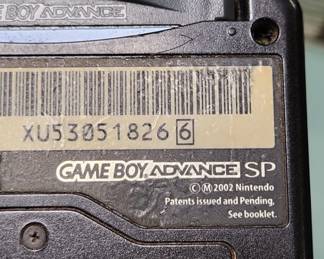 GAME BOY ADVANCE
XU53051826 6
GAME BOY ADVANCE SP
© Ⓜ 2002 Nintendo
Patents issued and Pending,
See booklet.